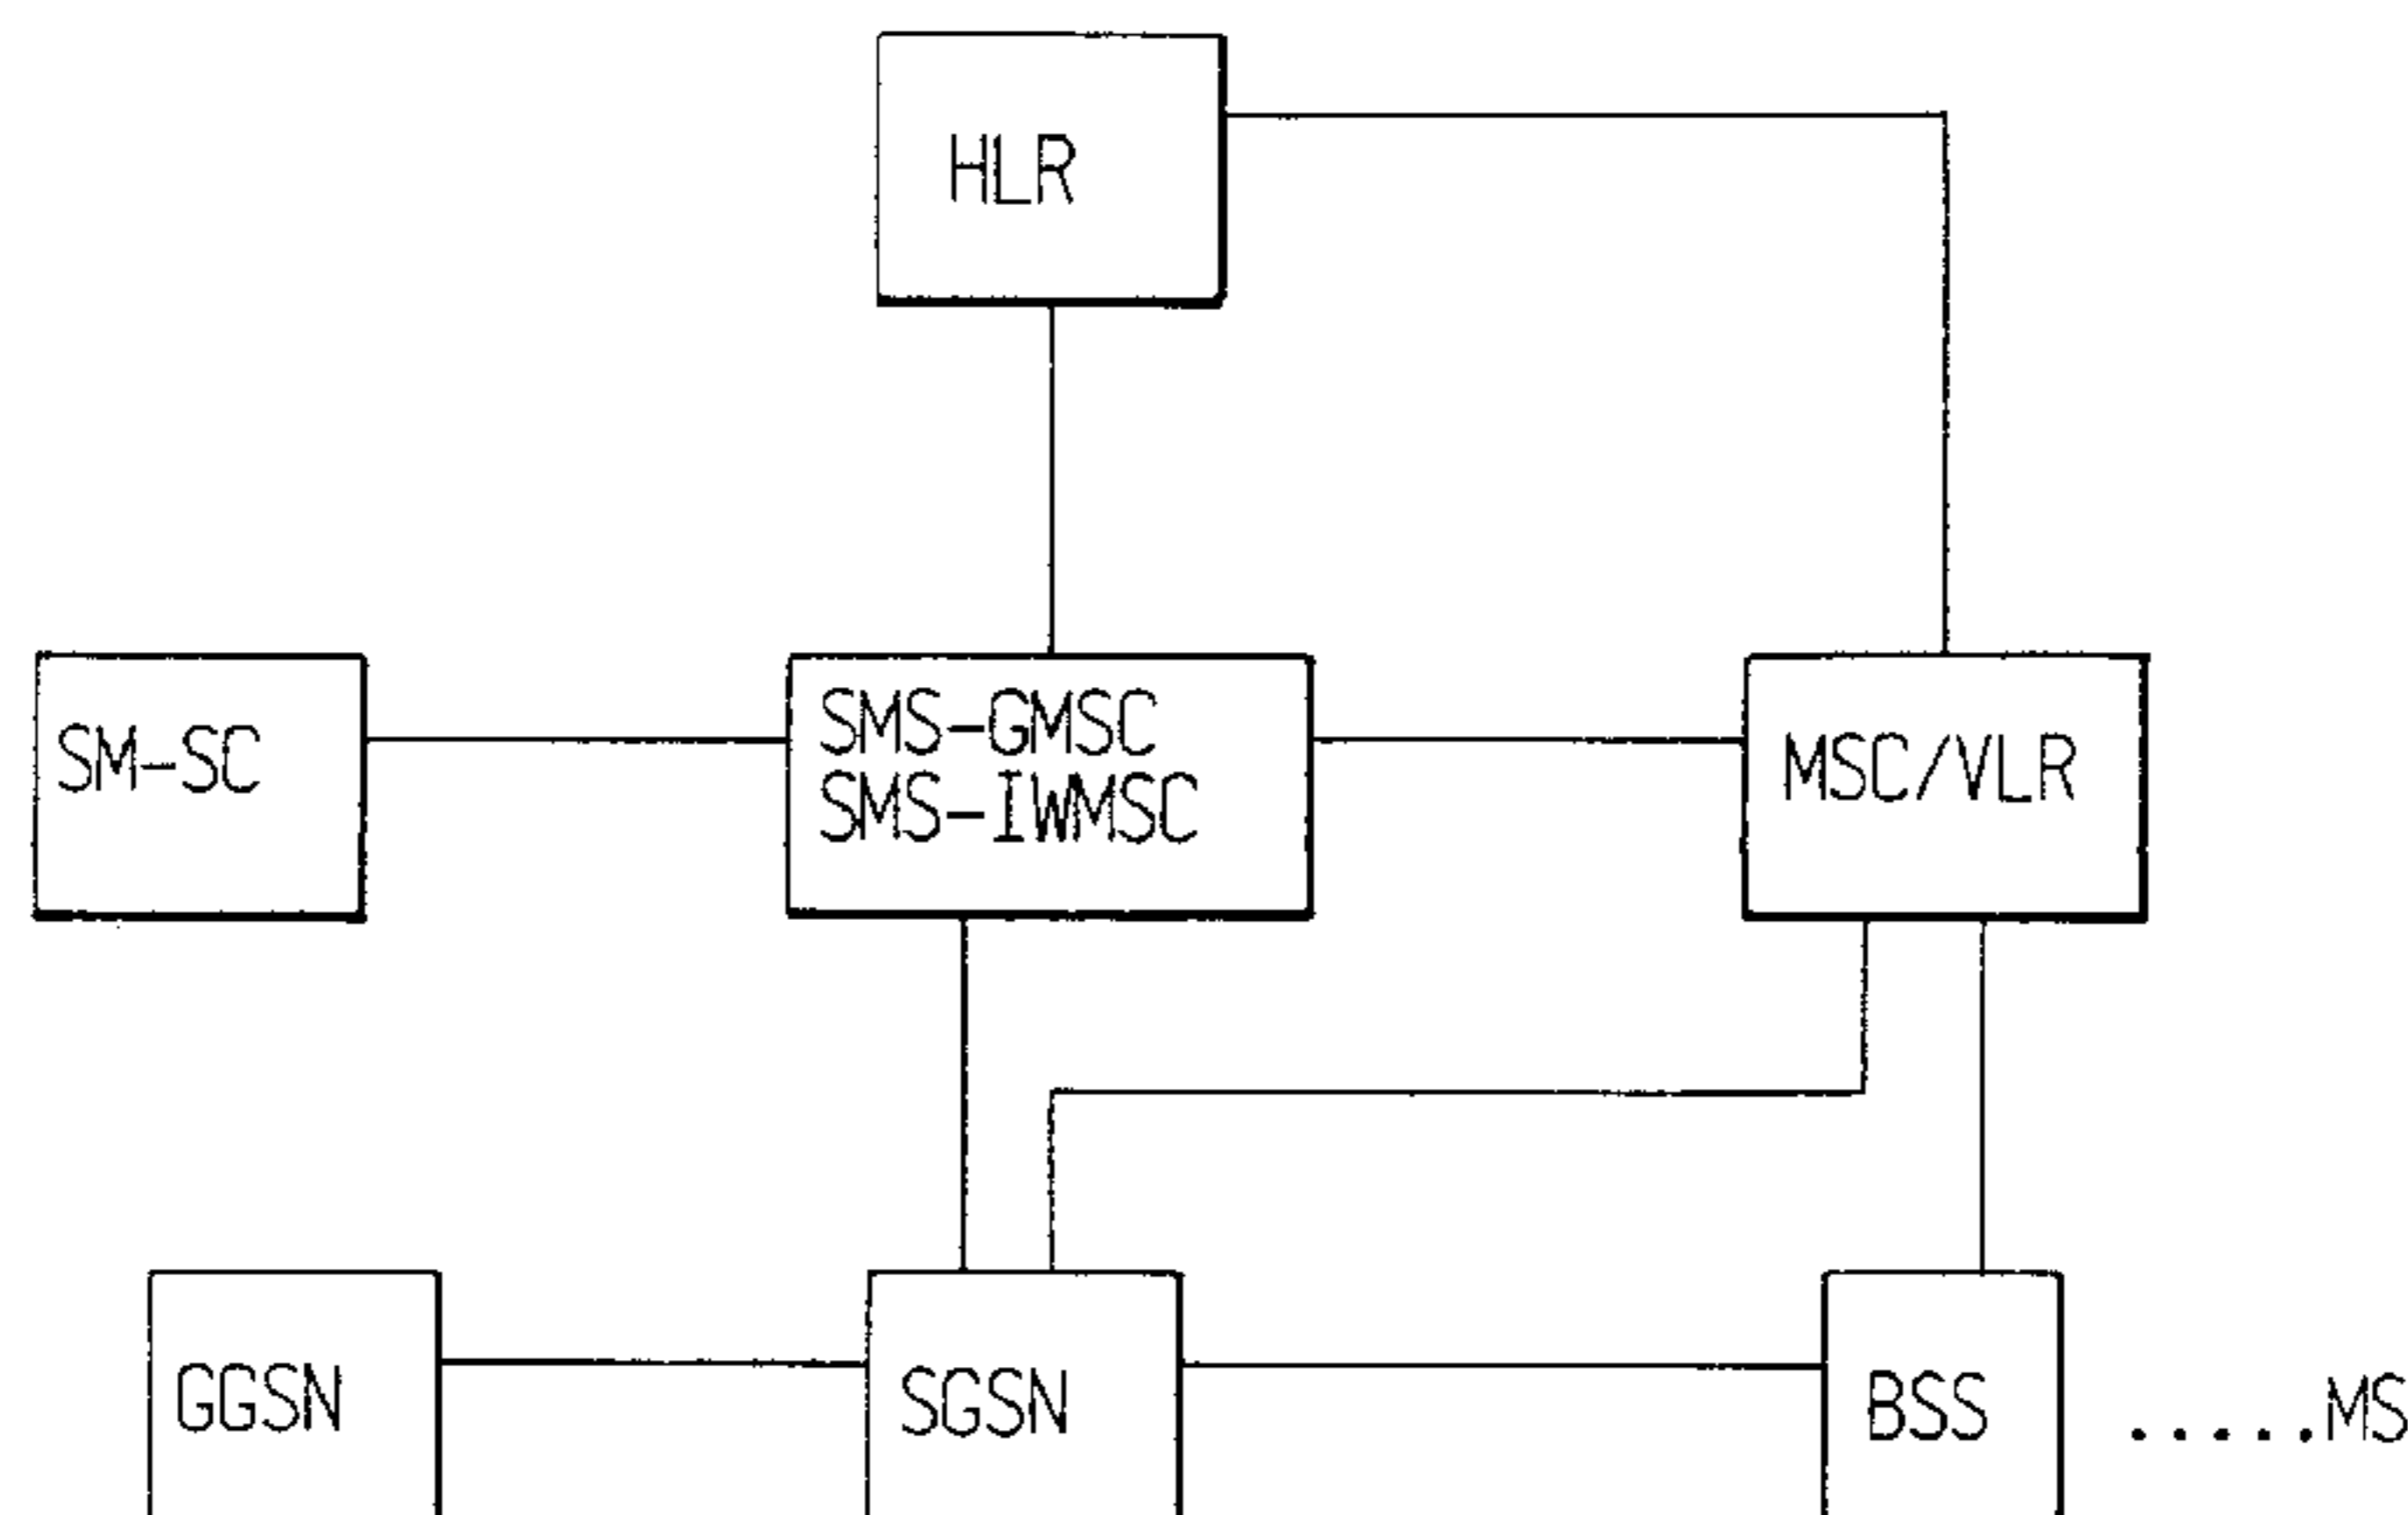 HLR
SM-SC
SMS-GMSC
SMS-IWMSC
MSC/VLR
GGSN
SGSN
BSS
.....MS